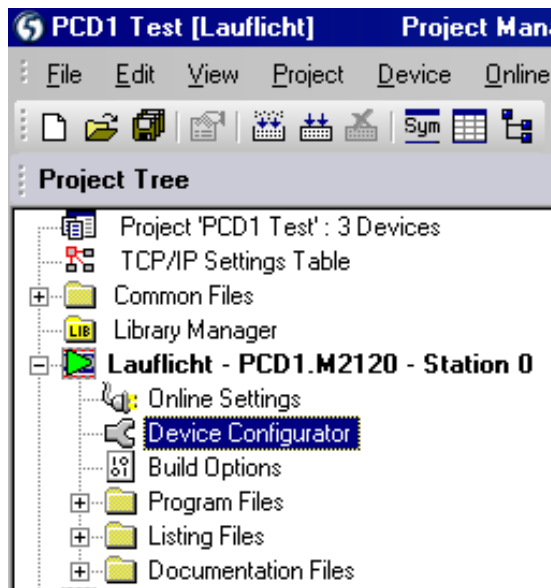 PCD1 Test [Lauflicht] Project Man
File Edit View Project Device Online
Sym
Project Tree
Project 'PCD1 Test' : 3 Devices
TCP/IP Settings Table
Common Files
LIB Library Manager
Lauflicht - PCD1.M2120 - Station 0
Online Settings
Device Configurator
Build Options
Program Files
Listing Files
Documentation Files